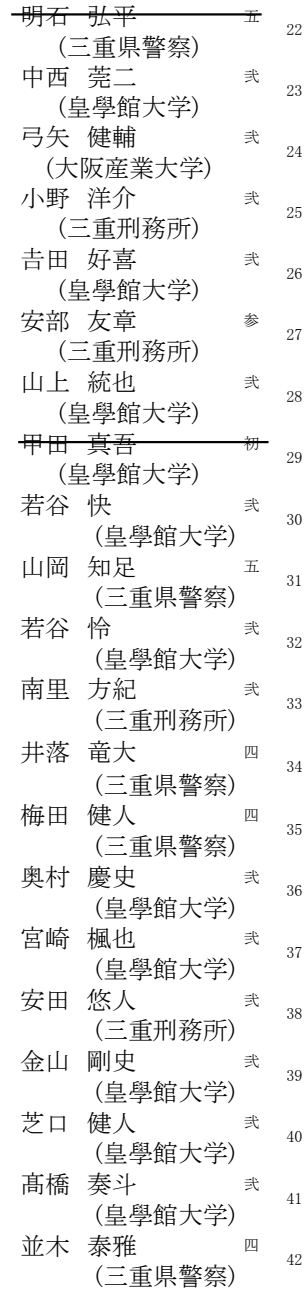 明石 弘平 五 22
(三重県警察)
中西 莞二 弐 23
(皇學館大学)
弓矢 健輔 弐 24
(大阪産業大学)
小野 洋介 弐 25
(三重刑務所)
吉田 好喜 弐 26
(皇學館大学)
安部 友章 参 27
(三重刑務所)
山上 統也 弐 28
(皇學館大学)
甲田 真吾 初 29
(皇學館大学)
若谷 快 弐 30
(皇學館大学)
山岡 知足 五 31
(三重県警察)
若谷 怜 弐 32
(皇學館大学)
南里 方紀 弐 33
(三重刑務所)
井落 竜大 四 34
(三重県警察)
梅田 健人 四 35
(三重県警察)
奥村 慶史 弐 36
(皇學館大学)
宮崎 楓也 弐 37
(皇學館大学)
安田 悠人 弐 38
(三重刑務所)
金山 剛史 弐 39
(皇學館大学)
芝口 健人 弐 40
(皇學館大学)
髙橋 奏斗 弐 41
(皇學館大学)
並木 泰雅 四 42
(三重県警察)